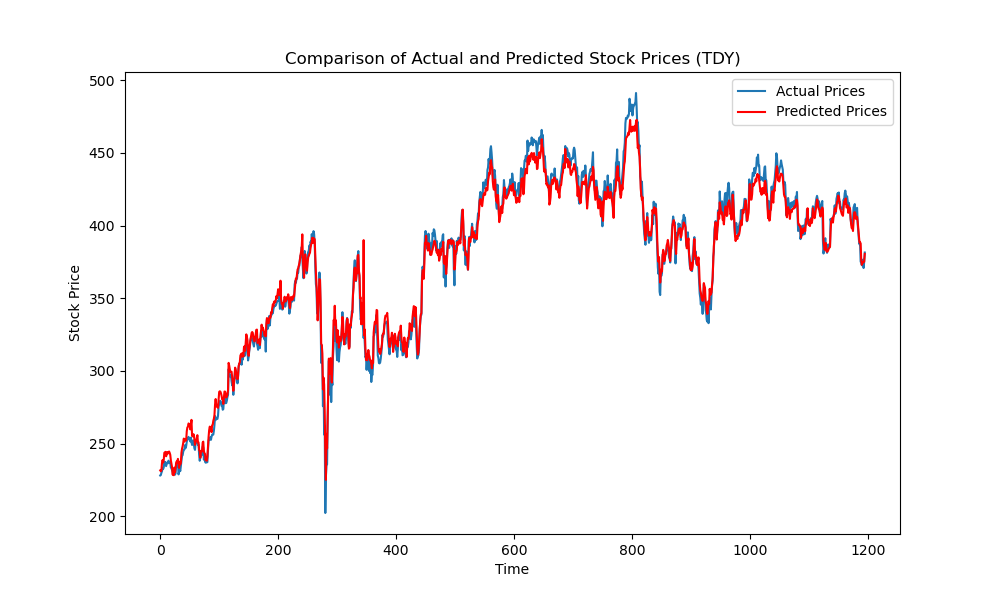 Comparison of Actual and Predicted Stock Prices (TDY)
Actual Prices
Predicted Prices
500
450
400
350
300
250
200
Stock Price
0 200 400 600 800 1000 1200
Time